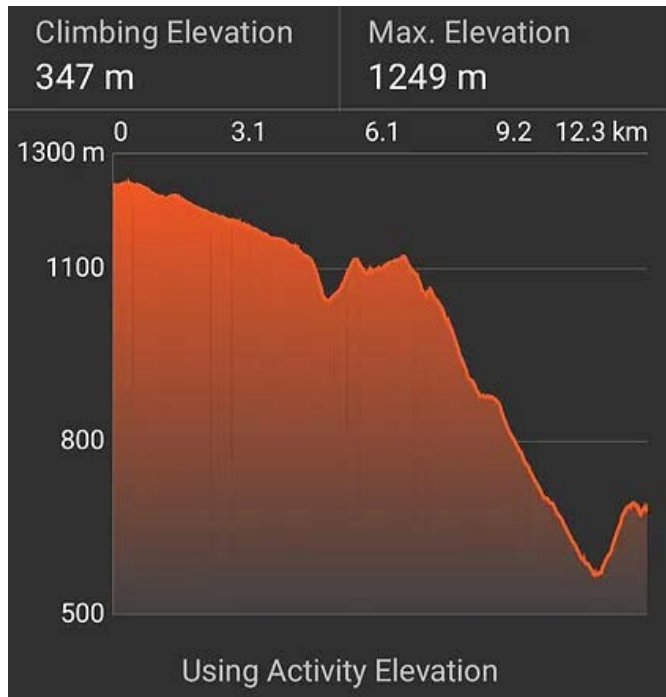 Climbing Elevation Max. Elevation
347 m 1249 m
0 3.1 6.1 9.2 12.3 km
1300 m
1100
800
500
Using Activity Elevation